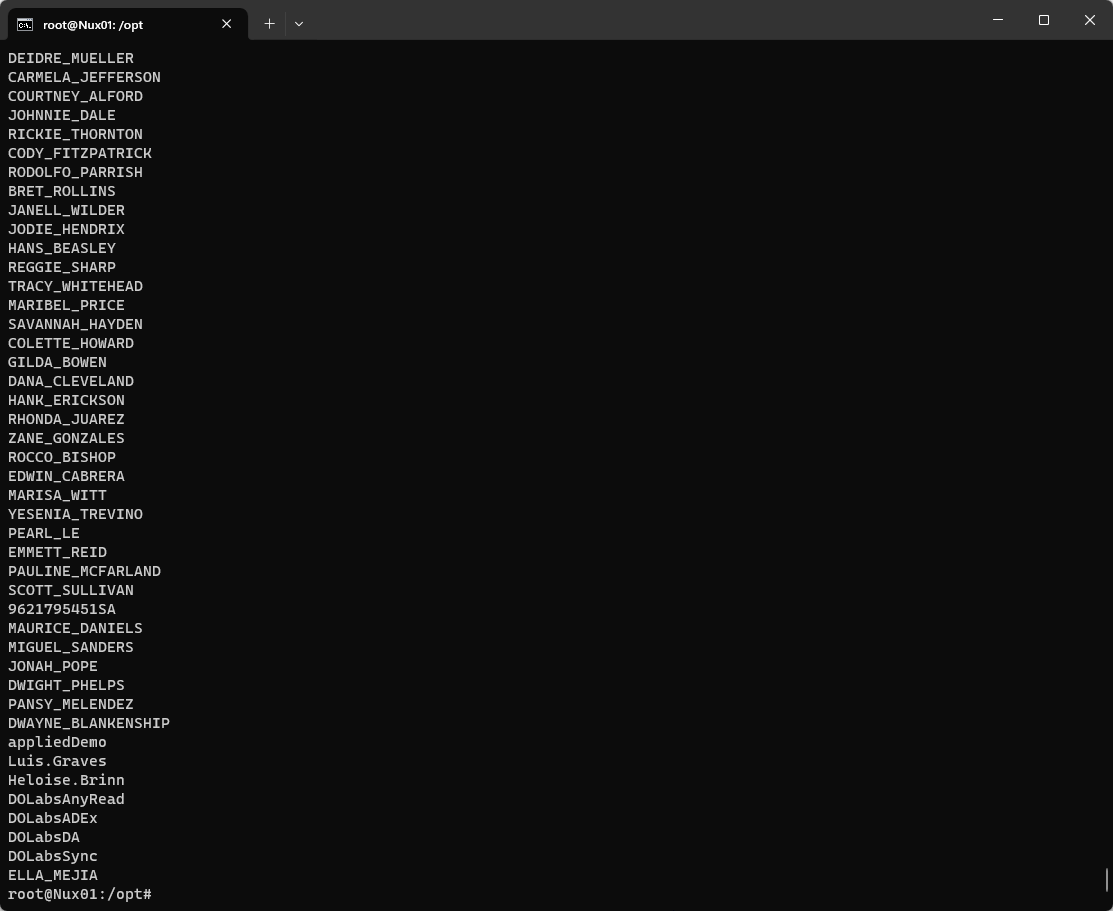 root@Nux01: /opt
DEIDRE_MUELLER
CARMELA_JEFFERSON
COURTNEY_ALFORD
JOHNNIE_DALE
RICKIE_THORNTON
CODY_FITZPATRICK
RODOLFO_PARRISH
BRET_ROLLINS
JANELL_WILDER
JODIE_HENDRIX
HANS_BEASLEY
REGGIE_SHARP
TRACY_WHITEHEAD
MARIBEL_PRICE
SAVANNAH_HAYDEN
COLETTE_HOWARD
GILDA_BOWEN
DANA_CLEVELAND
HANK_ERICKSON
RHONDA_JUAREZ
ZANE_GONZALES
ROCCO_BISHOP
EDWIN_CABRERA
MARISA_WITT
YESENIA_TREVINO
PEARL_LE
EMMETT_REID
PAULINE_MCFARLAND
SCOTT_SULLIVAN
9621795451SA
MAURICE_DANIELS
MIGUEL_SANDERS
JONAH_POPE
DWIGHT_PHELPS
PANSY_MELENDEZ
DWAYNE_BLANKENSHIP
appliedDemo
Luis.Graves
Heloise.Brinn
DOLabsAnyRead
DOLabsADEx
DOLabsDA
DOLabsSync
ELLA_MEJIA
root@Nux01:/opt#